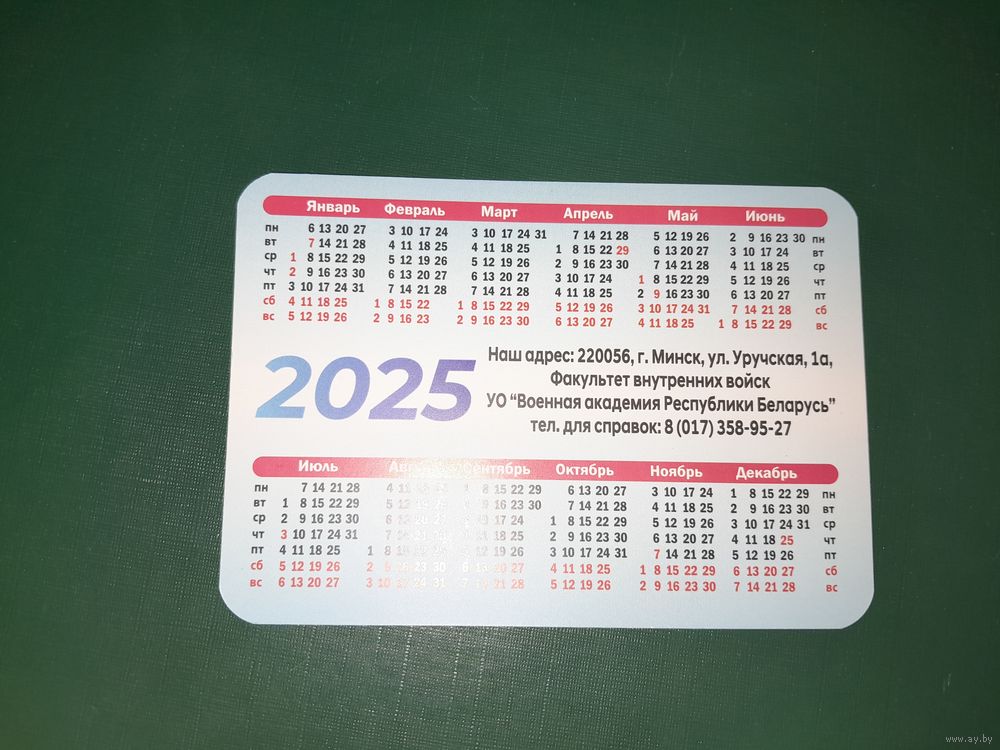 Январь Февраль Март Апрель Май Июнь
пн 6 13 20 27 3 10 17 24 3 10 17 24 31 7 14 21 28 5 12 19 26 2 9 16 23 30 пн
вт 7 14 21 28 4 11 18 25 4 11 18 25 1 8 15 22 29 6 13 20 27 3 10 17 24 вт
ср 1 8 15 22 29 5 12 19 26 5 12 19 26 2 9 16 23 30 7 14 21 28 4 11 18 25 ср
чт 2 9 16 23 30 6 13 20 27 6 13 20 27 3 10 17 24 1 8 15 22 29 5 12 19 26 чт
пт 3 10 17 24 31 7 14 21 28 7 14 21 28 4 11 18 25 2 9 16 23 30 6 13 20 27 пт
сб 4 11 18 25 1 8 15 22 1 8 15 22 29 5 12 19 26 3 10 17 24 31 7 14 21 28 сб
вс 5 12 19 26 2 9 16 23 2 9 16 23 30 6 13 20 27 4 11 18 25 1 8 15 22 29 вс
2025
Наш адрес: 220056, г. Минск, ул. Уручская, 1а,
Факультет внутренних войск
УО “Военная академия Республики Беларусь”
тел. для справок: 8 (017) 358-95-27
Июль Сентябрь Октябрь Ноябрь Декабрь
пн 7 14 21 28 4 11 8 15 22 29 6 13 20 27 3 10 17 24 1 8 15 22 29 пн
вт 1 8 15 22 29 5 12 9 16 23 30 7 14 21 28 4 11 18 25 2 9 16 23 30 вт
ср 2 9 16 23 30 6 17 24 1 8 15 22 29 5 12 19 26 3 10 17 24 31 ср
чт 3 10 17 24 31 7 18 25 2 9 16 23 30 6 13 20 27 4 11 18 25 чт
пт 4 11 18 25 1 8 12 19 26 3 10 17 24 31 7 14 21 28 5 12 19 26 пт
сб 5 12 19 26 2 9 23 30 6 20 27 4 11 18 25 1 8 15 22 29 6 13 20 27 сб
вс 6 13 20 27 3 10 24 31 7 21 28 5 12 19 26 2 9 16 23 30 7 14 21 28 вс
www.ay.by